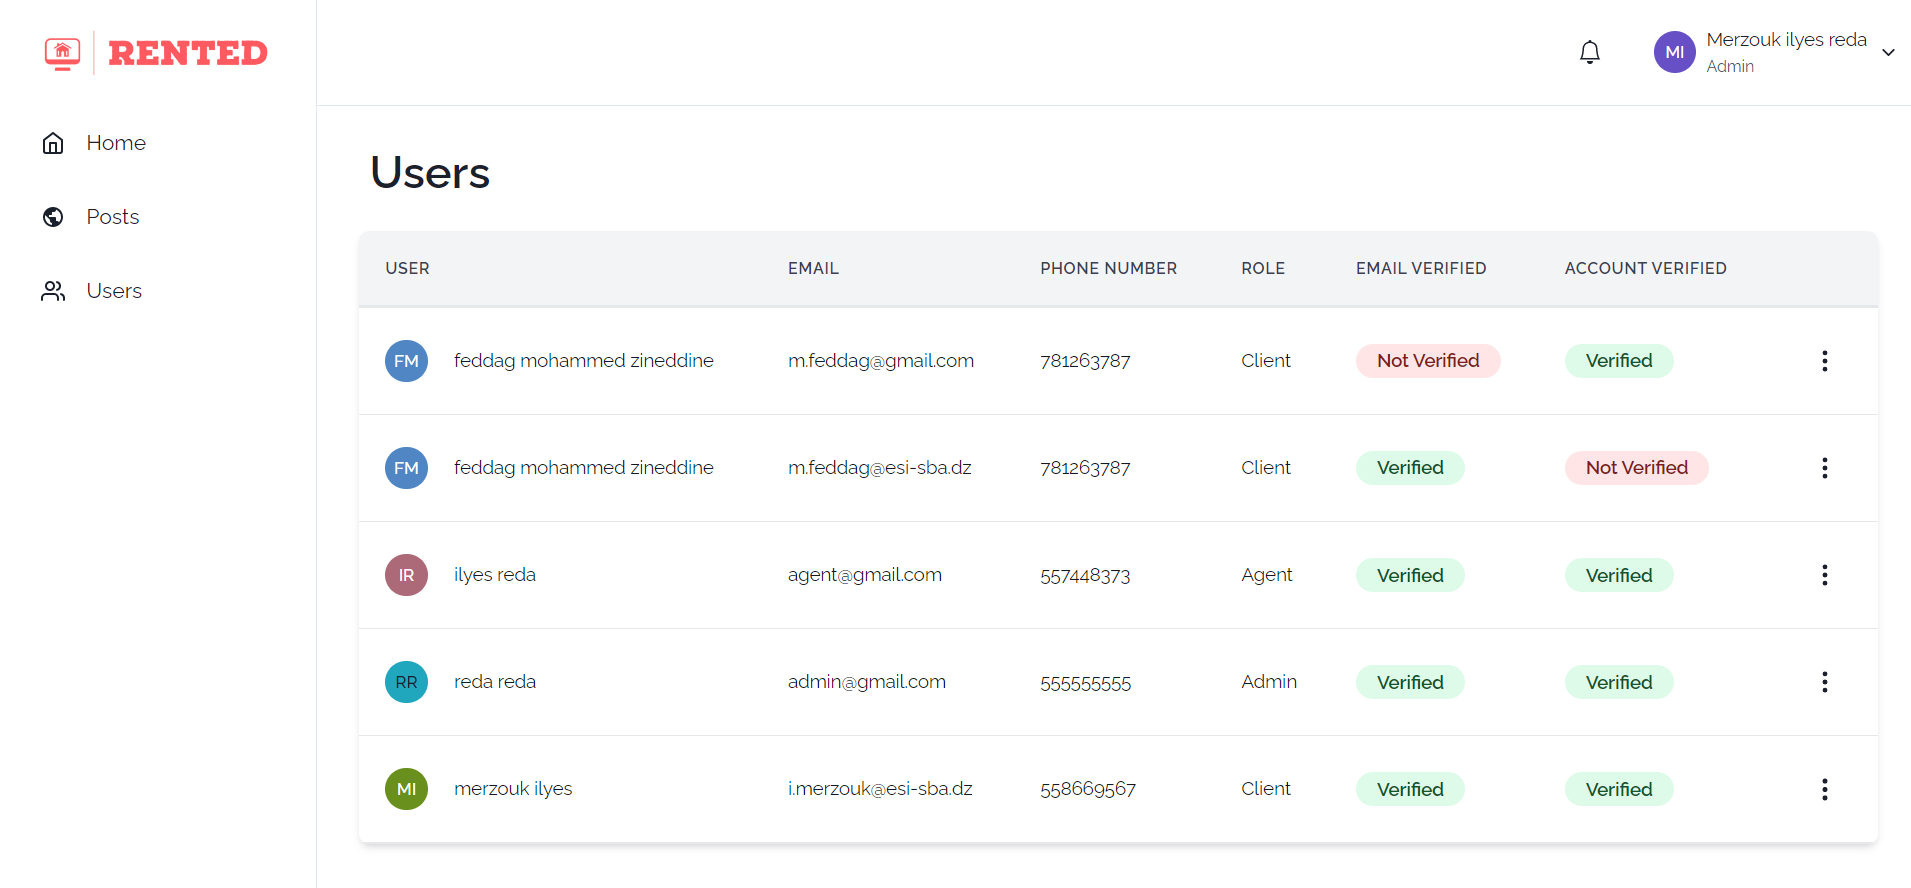 RENTED
MI Merzouk ilyes reda
Admin
Home
Posts
Users
Users
USER EMAIL PHONE NUMBER ROLE EMAIL VERIFIED ACCOUNT VERIFIED
FM feddag mohammed zineddine m.feddag@gmail.com 781263787 Client Not Verified Verified
FM feddag mohammed zineddine m.feddag@esi-sba.dz 781263787 Client Verified Not Verified
IR ilyes reda agent@gmail.com 557448373 Agent Verified Verified
RR reda reda admin@gmail.com 555555555 Admin Verified Verified
MI merzouk ilyes i.merzouk@esi-sba.dz 558669567 Client Verified Verified